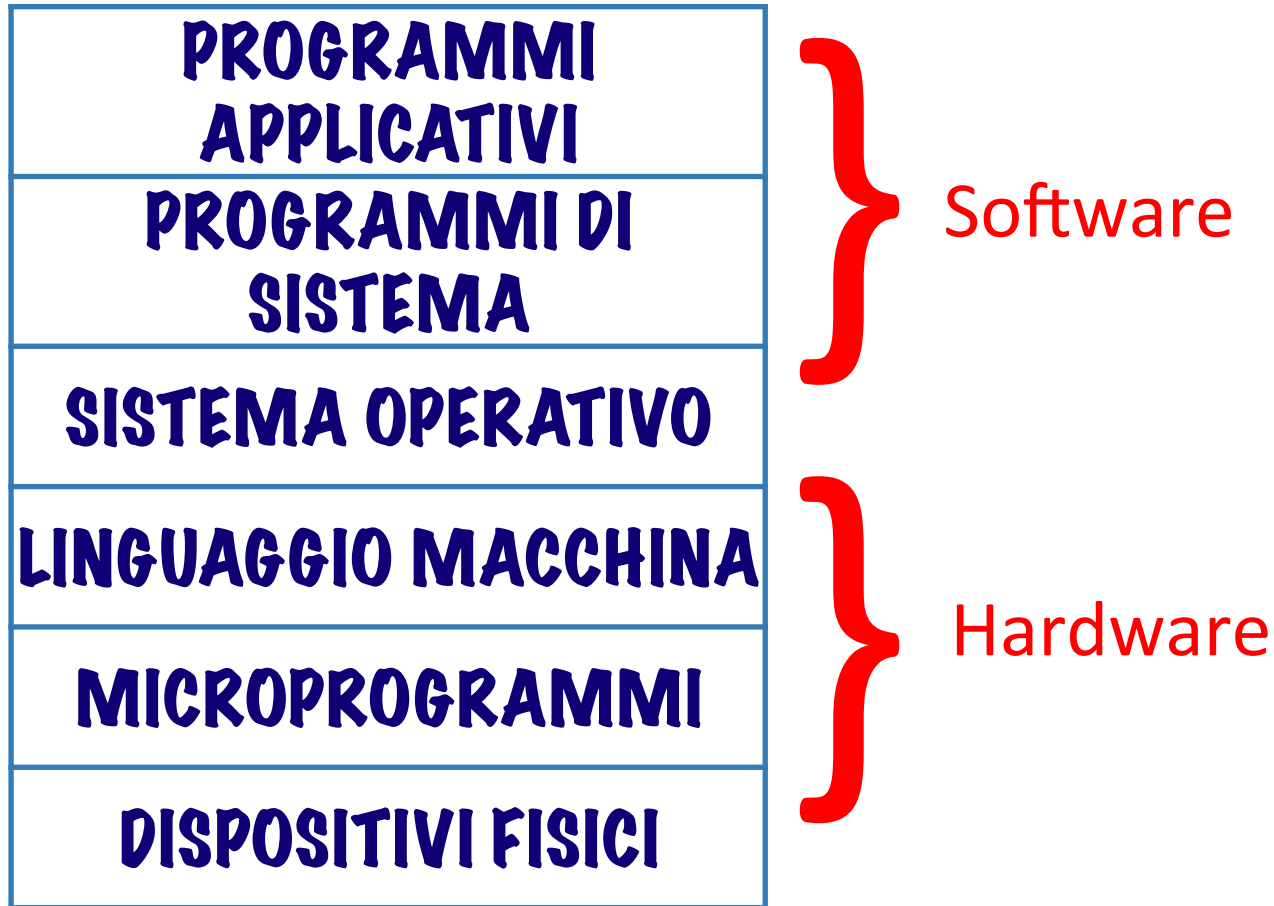 PROGRAMMI
APPLICATIVI
PROGRAMMI DI
SISTEMA
SISTEMA OPERATIVO
LINGUAGGIO MACCHINA
MICROPROGRAMMI
DISPOSITIVI FISICI
Software
Hardware